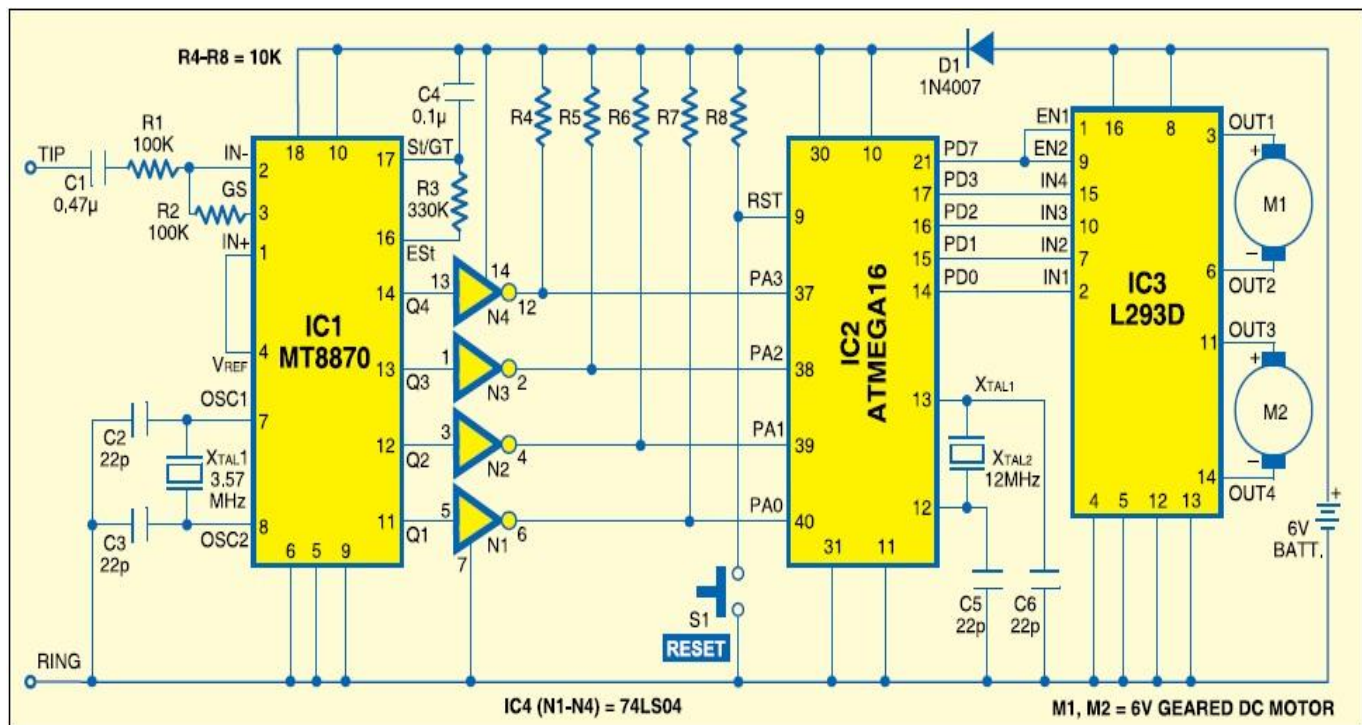 R4–R8 = 10K
C4
0.1µ
R4
R5
R6
R7
R8
D1
1N4007
TIP
C1
0,47µ
R1
100K
R2
100K
IN-
2
GS
3
IN+
1
4
VREF
OSC1
7
8
OSC2
C2
22p
XTAL1
3.57
MHz
C3
22p
18
10
IC1
MT8870
17
St/GT
R3
330K
16
ESt
14
Q4
13
Q3
12
Q2
11
Q1
6
5
9
13
14
12
N4
1
2
N3
3
4
N2
5
6
N1
7
RST
9
PA3
37
PA2
38
PA1
39
PA0
40
S1
RESET
30
10
IC2
ATMEGA16
21
PD7
17
PD3
16
PD2
15
PD1
14
PD0
13
XTAL1
12
XTAL2
12MHz
31
11
C5
22p
C6
22p
EN1
1
EN2
9
IN4
15
IN3
10
IN2
7
IN1
2
16
8
IC3
L293D
3
OUT1
6
OUT2
11
OUT3
14
OUT4
4
5
12
13
+
M1
–
+
M2
–
+
6V
BATT.
RING
IC4 (N1-N4) = 74LS04
M1, M2 = 6V GEARED DC MOTOR